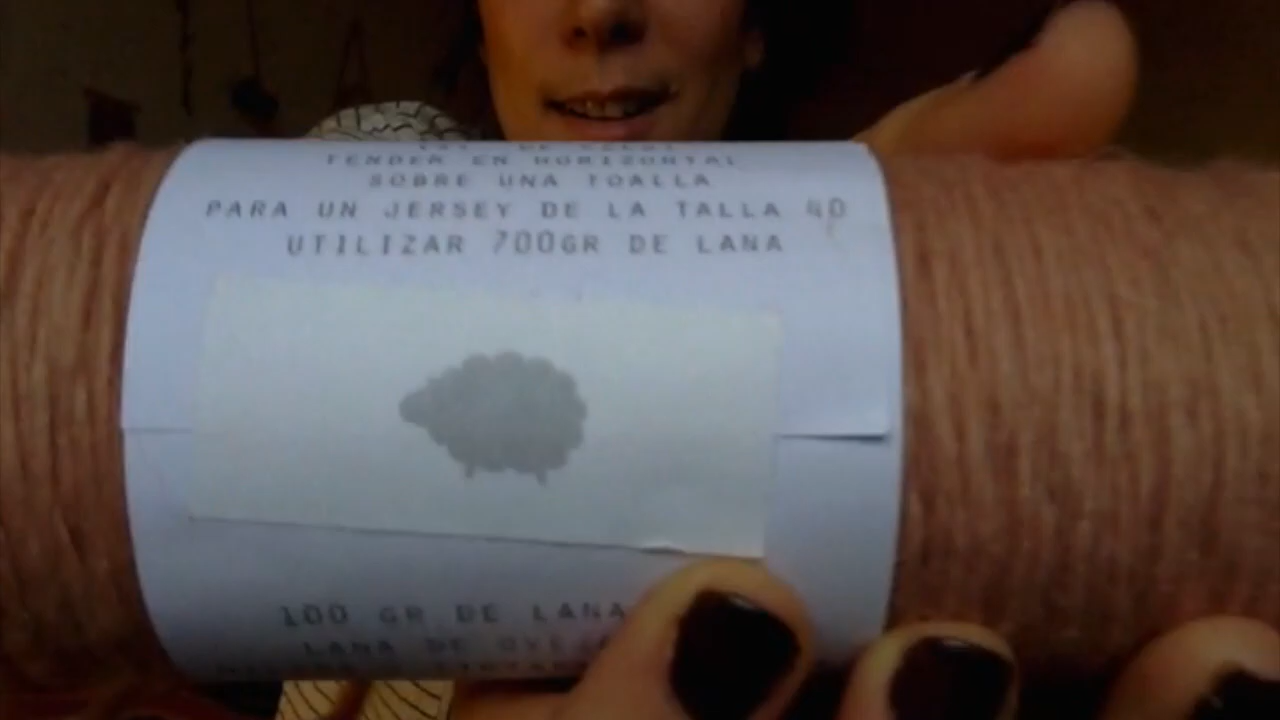 TENDER EN HORIZONTAL
SOBRE UNA TOALLA
PARA UN JERSEY DE LA TALLA 40
UTILIZAR 700GR DE LANA
100 GR DE LANA
LANA DE